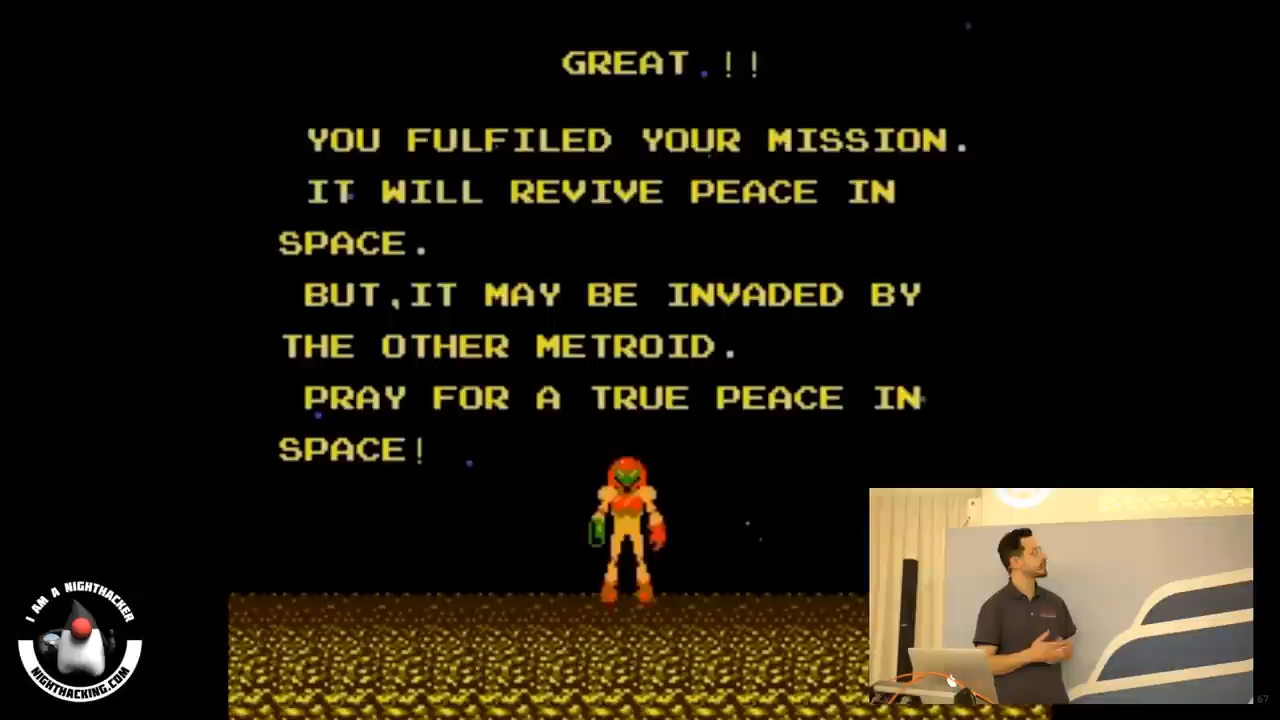 GREAT !!
YOU FULFILED YOUR MISSION.
IT WILL REVIVE PEACE IN
SPACE.
BUT,IT MAY BE INVADED BY
THE OTHER METROID.
PRAY FOR A TRUE PEACE IN
SPACE!
I AM A NIGHTHACKER
NIGHTHACKING.COM
67